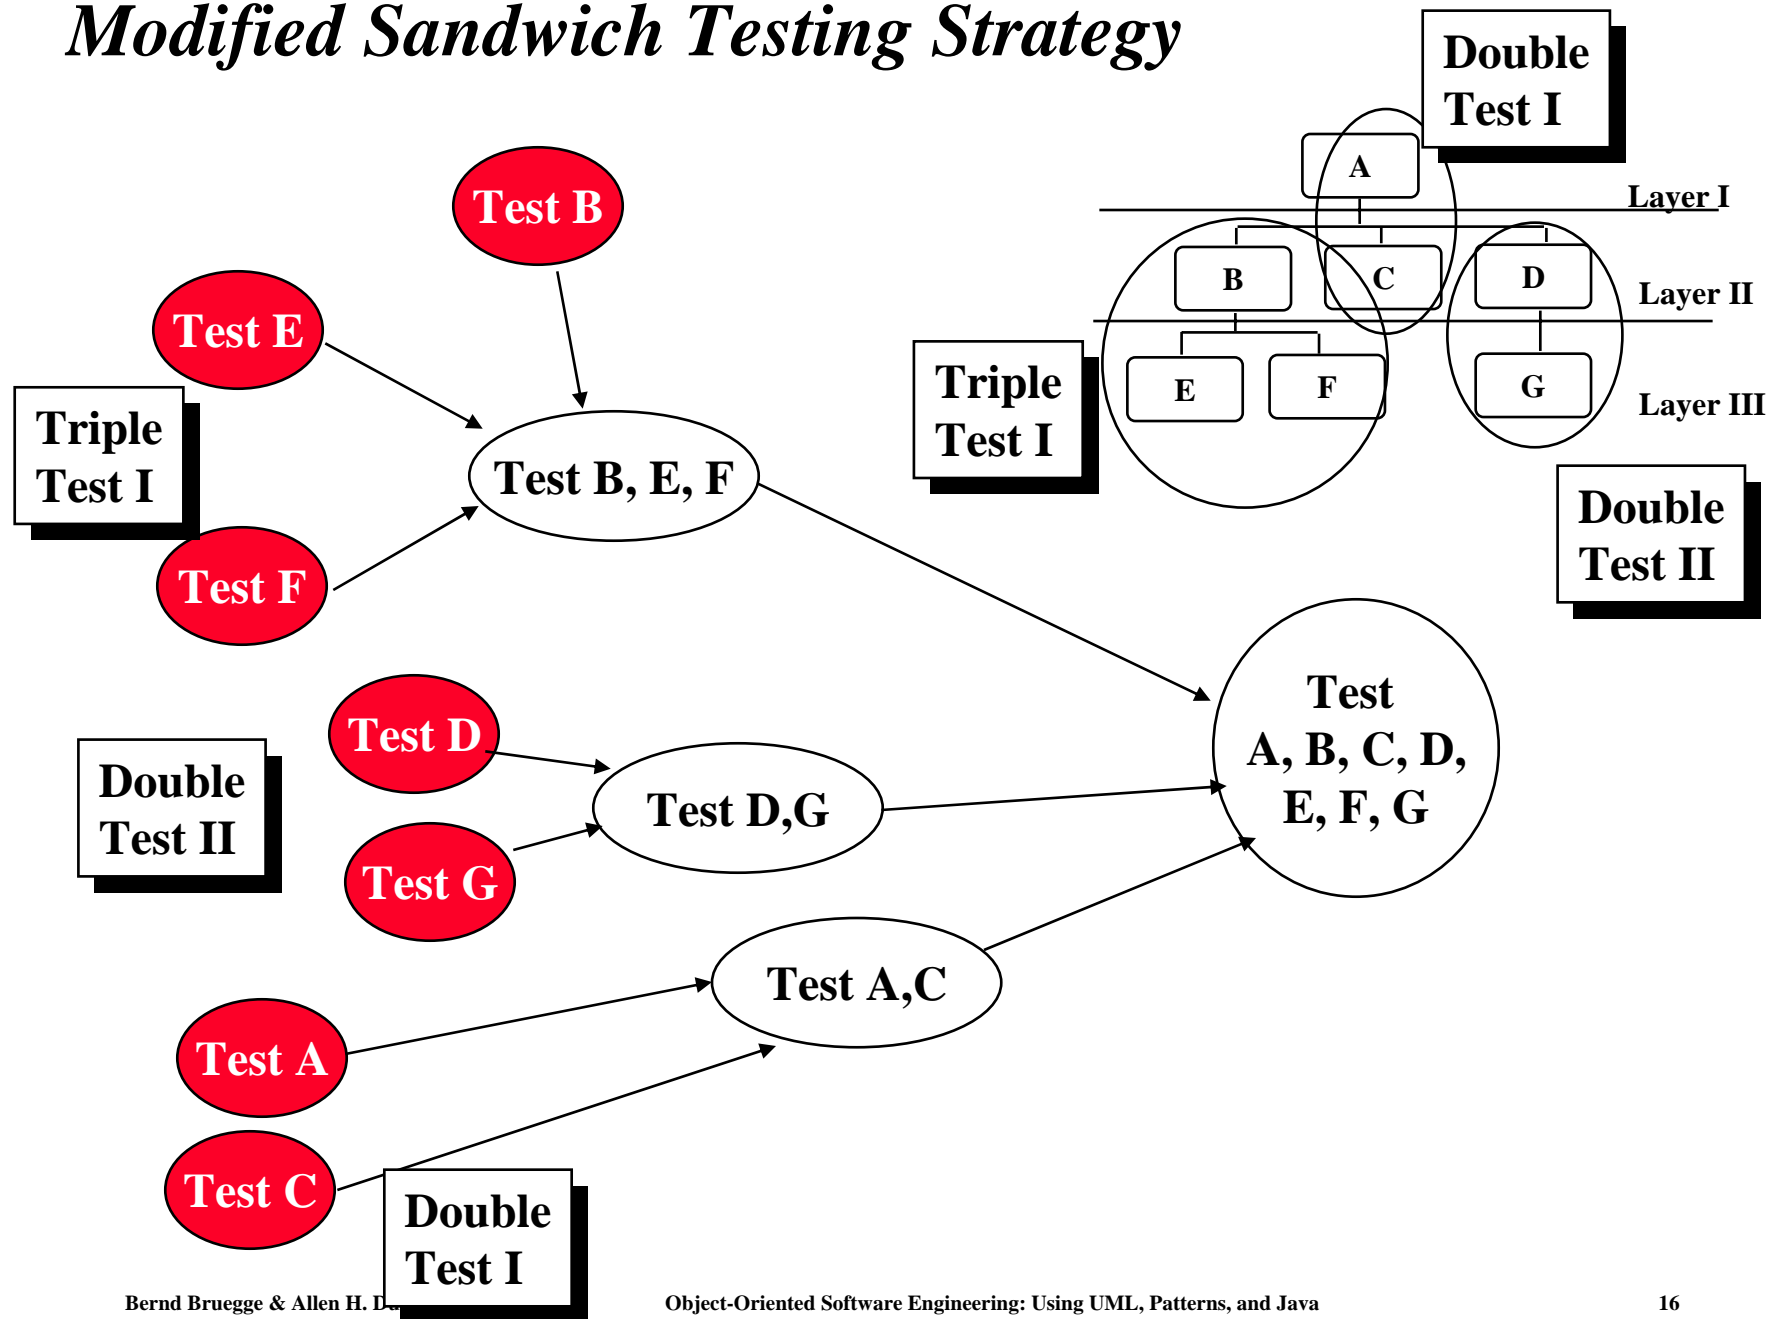 Modified Sandwich Testing Strategy
Double
Test I
A
Layer I
B
C
D
Layer II
E
F
G
Layer III
Triple
Test I
Double
Test II
Test B
Test E
Triple
Test I
Test B, E, F
Test F
Test D
Double
Test II
Test D,G
Test G
Test
A, B, C, D,
E, F, G
Test A,C
Test A
Test C
Double
Test I
Bernd Bruegge & Allen H.
Object-Oriented Software Engineering: Using UML, Patterns, and Java
16